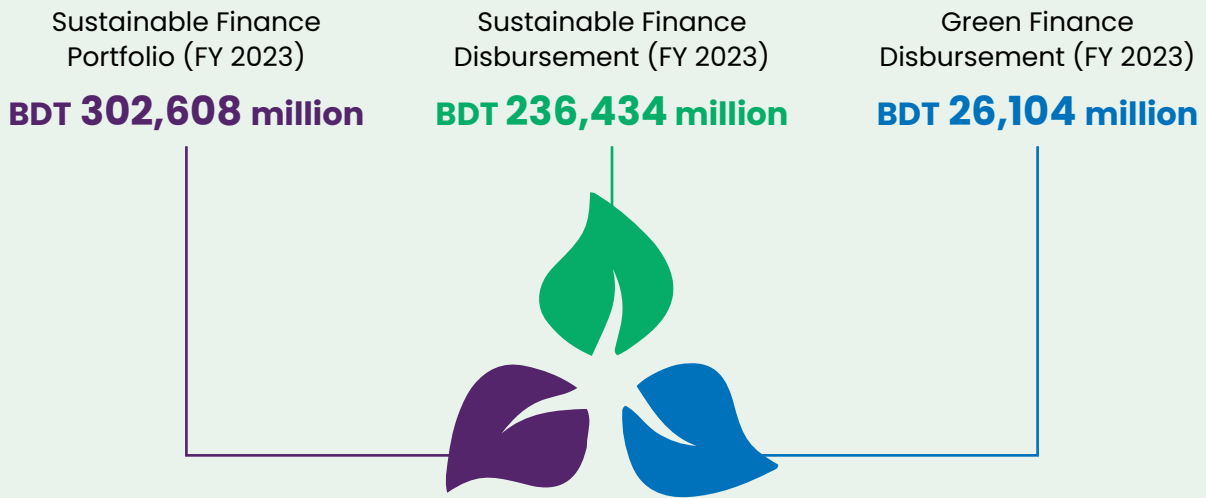 Sustainable Finance
Portfolio (FY 2023)
BDT 302,608 million
Sustainable Finance
Disbursement (FY 2023)
BDT 236,434 million
Green Finance
Disbursement (FY 2023)
BDT 26,104 million